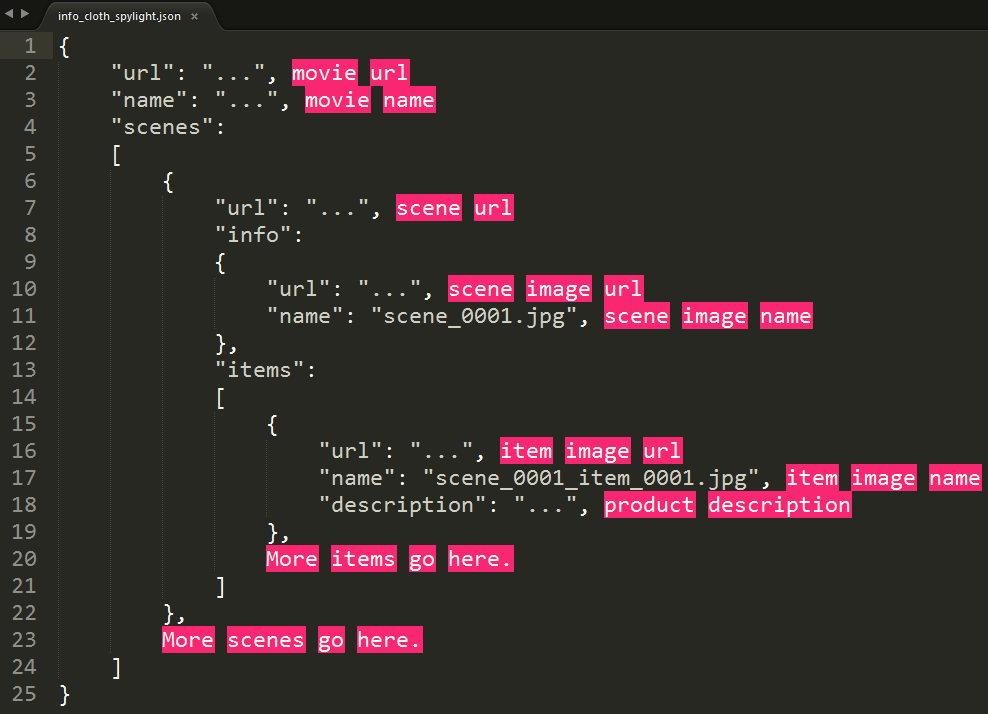 info_cloth_spylight.json ×
1 {
2 "url": "...", movie url
3 "name": "...", movie name
4 "scenes":
5 [
6 {
7 "url": "...", scene url
8 "info":
9 {
10 "url": "...", scene image url
11 "name": "scene_0001.jpg", scene image name
12 },
13 "items":
14 [
15 {
16 "url": "...", item image url
17 "name": "scene_0001_item_0001.jpg", item image name
18 "description": "...", product description
19 },
20 More items go here.
21 ]
22 },
23 More scenes go here.
24 ]
25 }